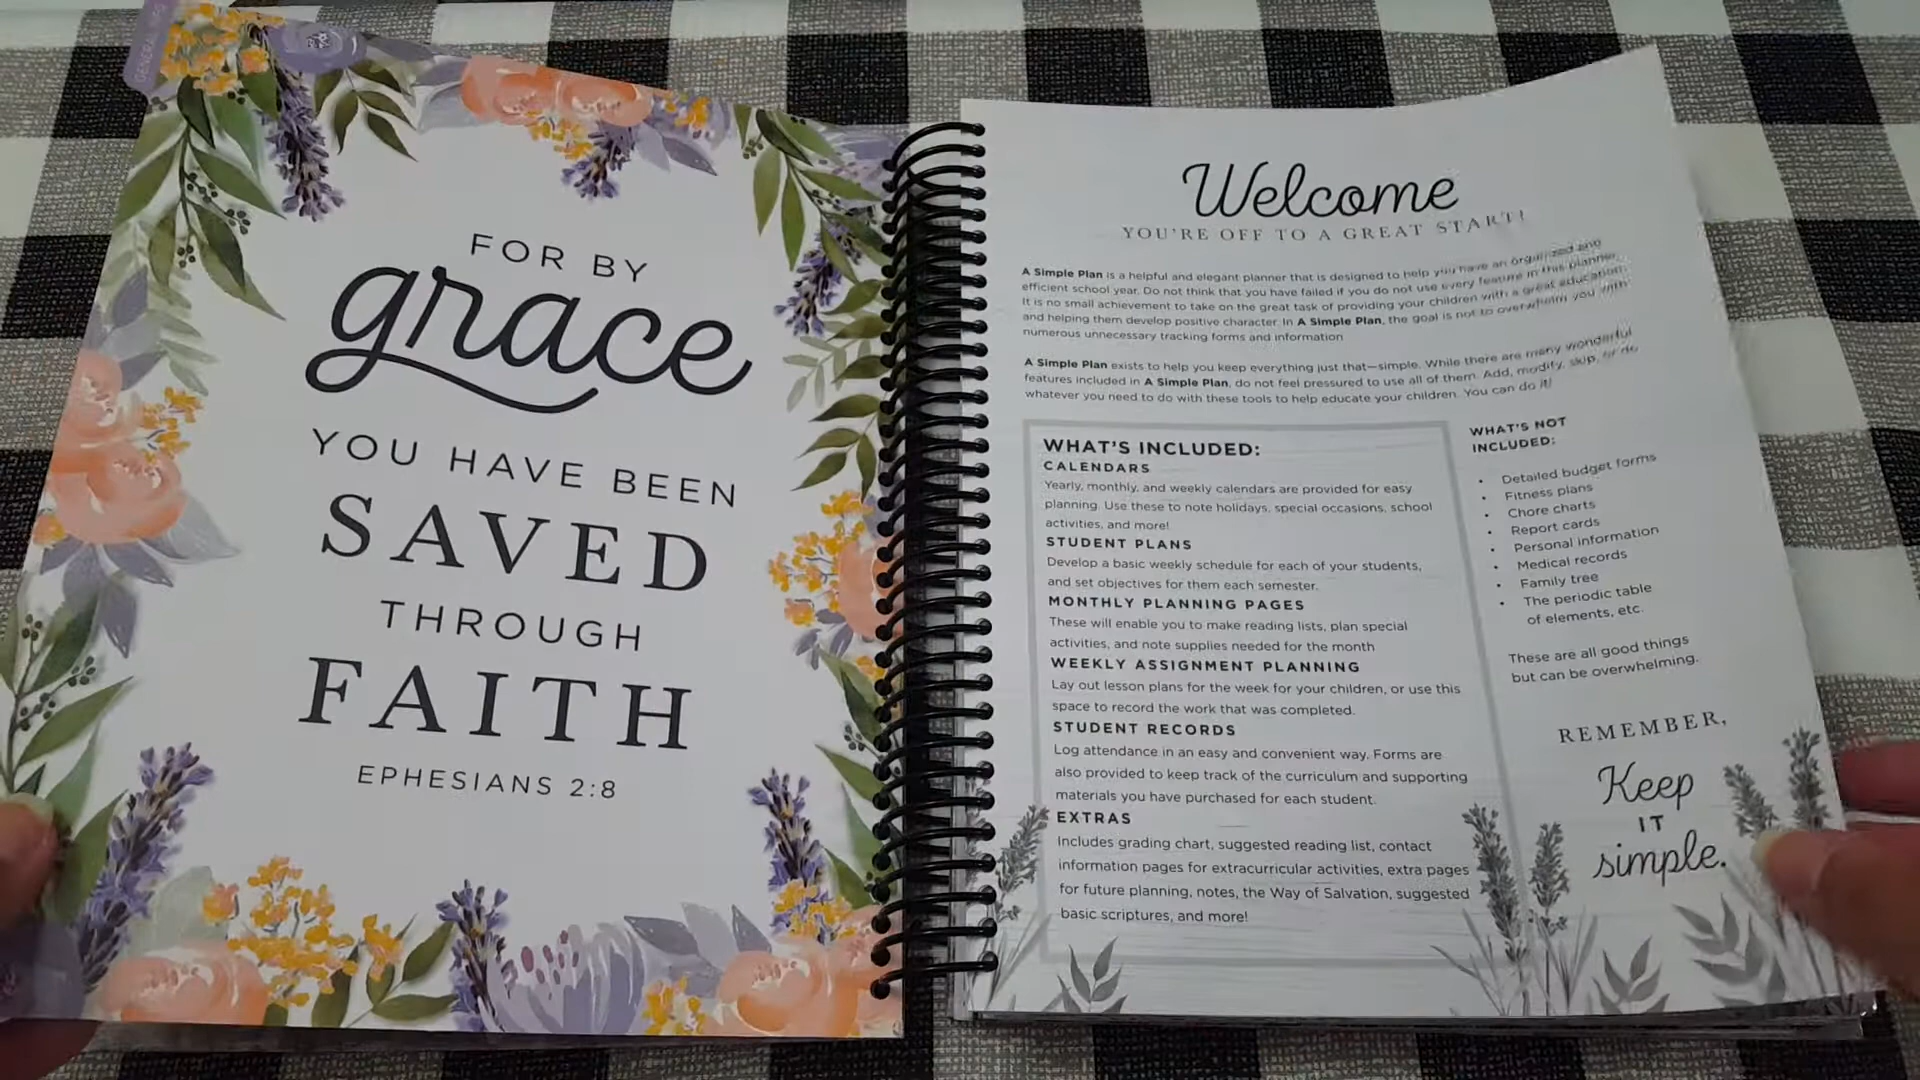 GENERAL INFO
FOR BY
grace
YOU HAVE BEEN
SAVED
THROUGH
FAITH
EPHESIANS 2:8
Welcome
YOU'RE OFF TO A GREAT START!
A Simple Plan is a helpful and elegant planner that is designed to help you have an organized and
efficient school year. Do not think that you have failed if you do not use every feature in this planner.
It is no small achievement to take on the great task of providing your children with a great education
and helping them develop positive character. In A Simple Plan, the goal is not to overwhelm you with
numerous unnecessary tracking forms and information
A Simple Plan exists to help you keep everything just that—simple. While there are many wonderful
features included in A Simple Plan, do not feel pressured to use all of them. Add, modify, skip, or do
whatever you need to do with these tools to help educate your children. You can do it!
WHAT'S INCLUDED:
CALENDARS
Yearly, monthly, and weekly calendars are provided for easy
planning. Use these to note holidays, special occasions, school
activities, and more!
STUDENT PLANS
Develop a basic weekly schedule for each of your students,
and set objectives for them each semester.
MONTHLY PLANNING PAGES
These will enable you to make reading lists, plan special
activities, and note supplies needed for the month
WEEKLY ASSIGNMENT PLANNING
Lay out lesson plans for the week for your children, or use this
space to record the work that was completed.
STUDENT RECORDS
Log attendance in an easy and convenient way. Forms are
also provided to keep track of the curriculum and supporting
materials you have purchased for each student.
EXTRAS
Includes grading chart, suggested reading list, contact
information pages for extracurricular activities, extra pages
for future planning, notes, the Way of Salvation, suggested
basic scriptures, and more!
WHAT'S NOT
INCLUDED:
• Detailed budget forms
• Fitness plans
• Chore charts
• Report cards
• Personal information
• Medical records
• Family tree
• The periodic table
of elements, etc.
These are all good things
but can be overwhelming.
REMEMBER,
Keep
IT
simple.